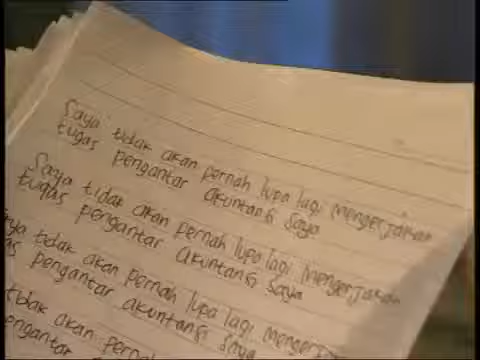 Saya tidak akan pernah lupa lagi mengerjakan
tugas pengantar akuntansi saya
Saya tidak akan pernah lupa lagi mengerjakan
tugas pengantar akuntansi saya
tidak akan pernah lupa lagi
pengantar akuntansi saya
tidak akan